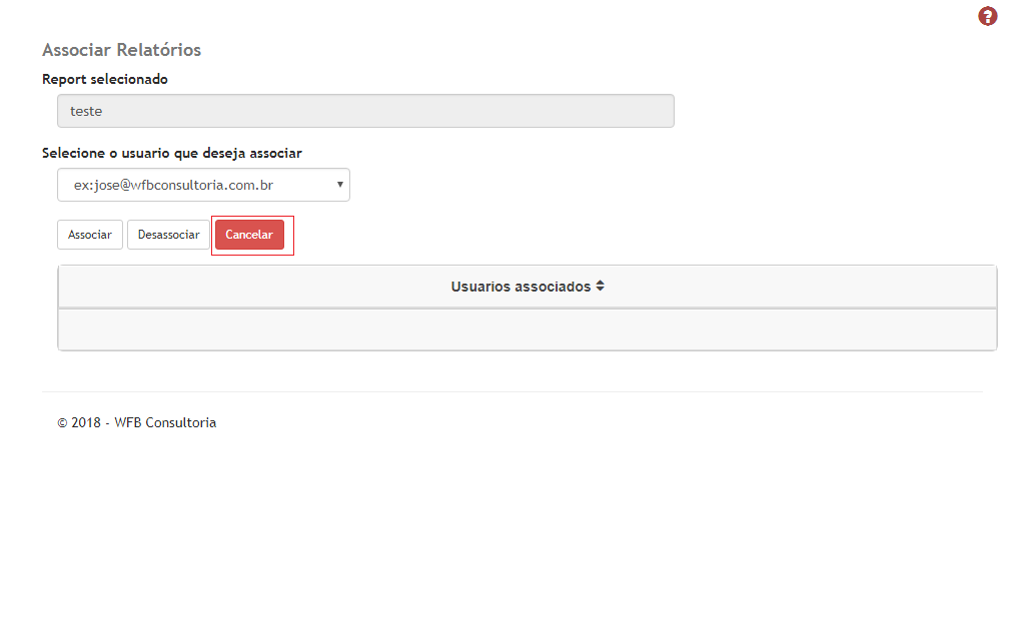 ?
Associar Relatórios
Report selecionado
teste
Selecione o usuario que deseja associar
ex:jose@wfbconsultoria.com.br
Associar Desassociar Cancelar
Usuarios associados
© 2018 - WFB Consultoria